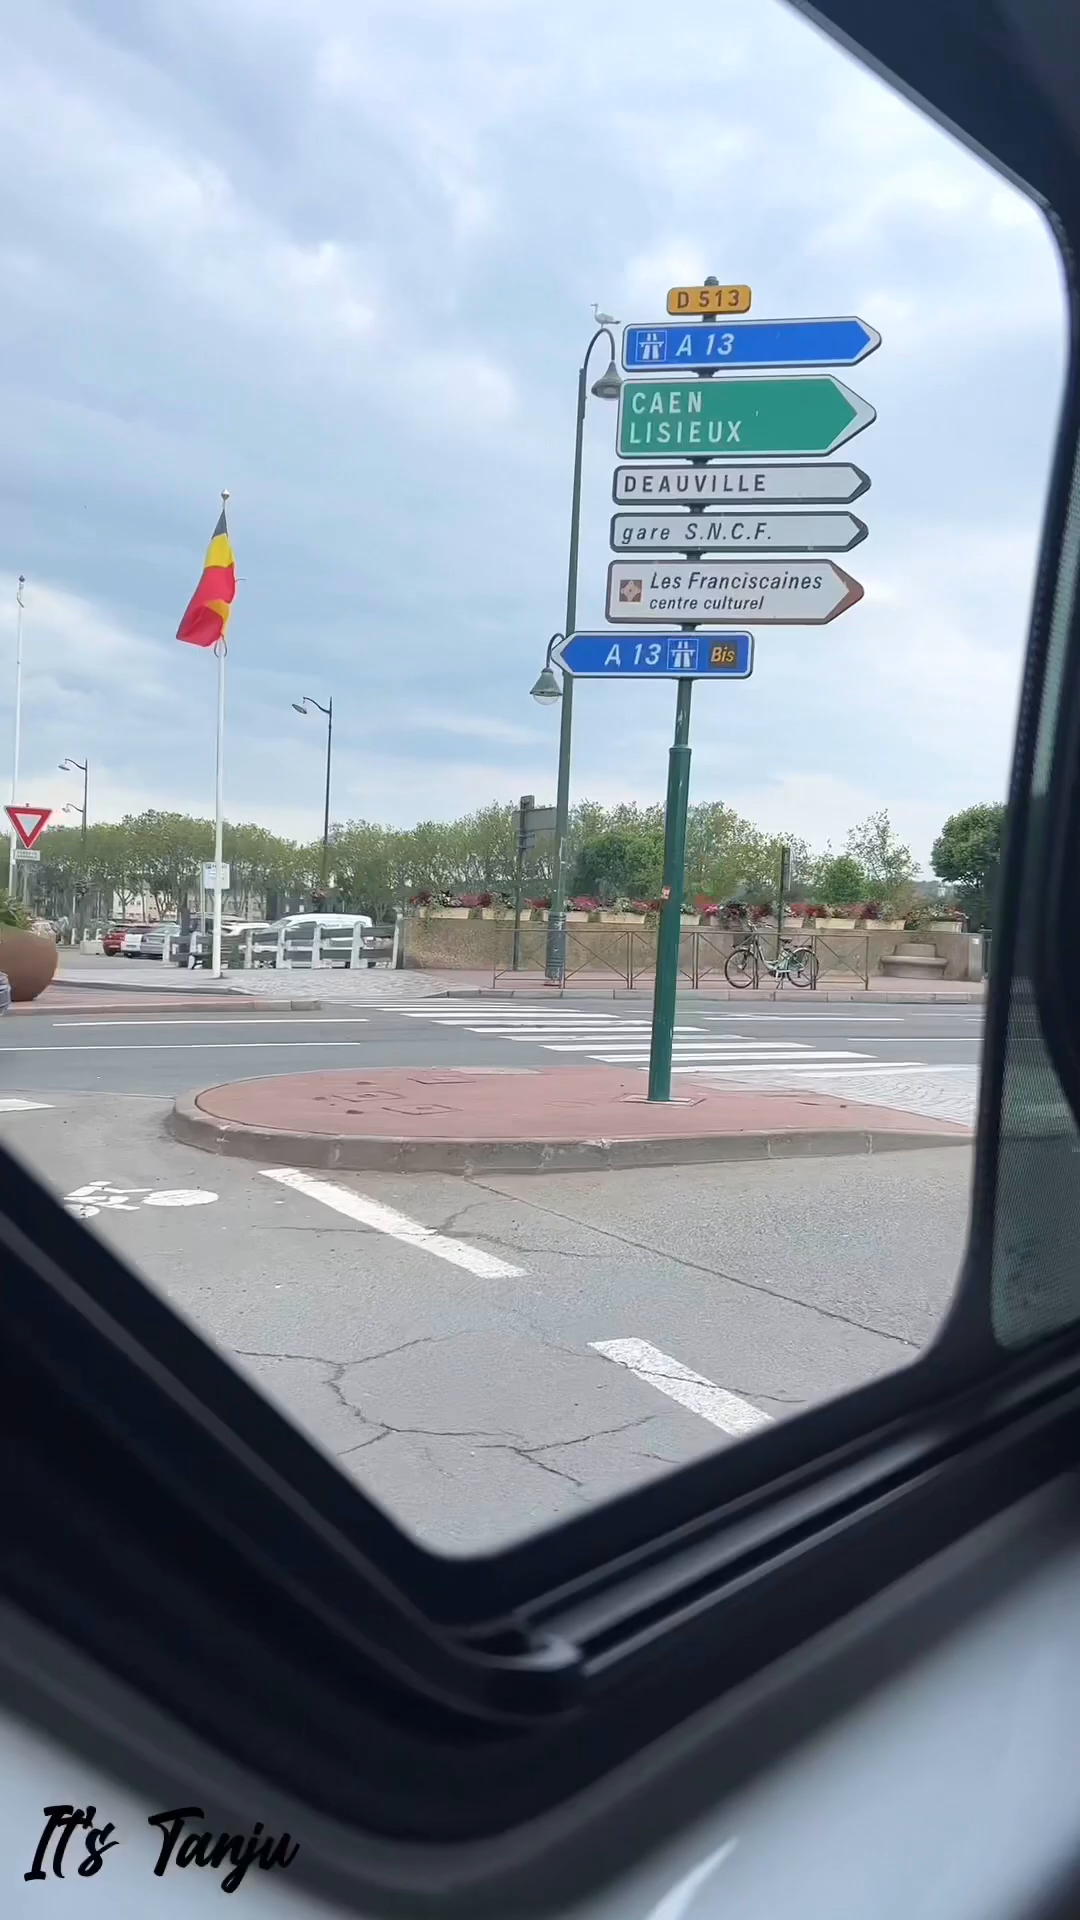 D 513
A 13
CAEN
LISIEUX
DEAUVILLE
gare S.N.C.F.
Les Franciscaines
centre culturel
A 13 Bis
It's Tanju